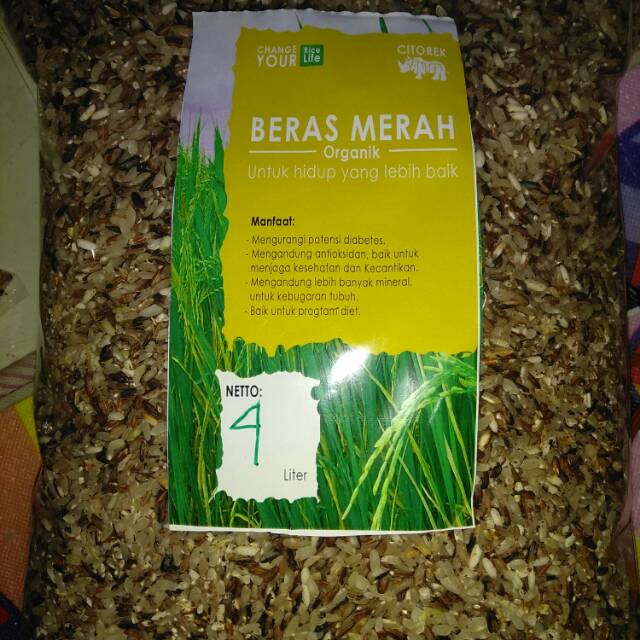 CHANGE
YOUR Rice Life
CITOREK
BERAS MERAH
Organik
Untuk hidup yang lebih baik
Manfaat:
- Mengurangi potensi diabetes.
- Mengandung antioksidan, baik untuk
menjaga kesehatan dan Kecantikan.
- Mengandung lebih banyak mineral,
untuk kebugaran tubuh.
- Baik untuk progtam diet.
NETTO:
4
Liter